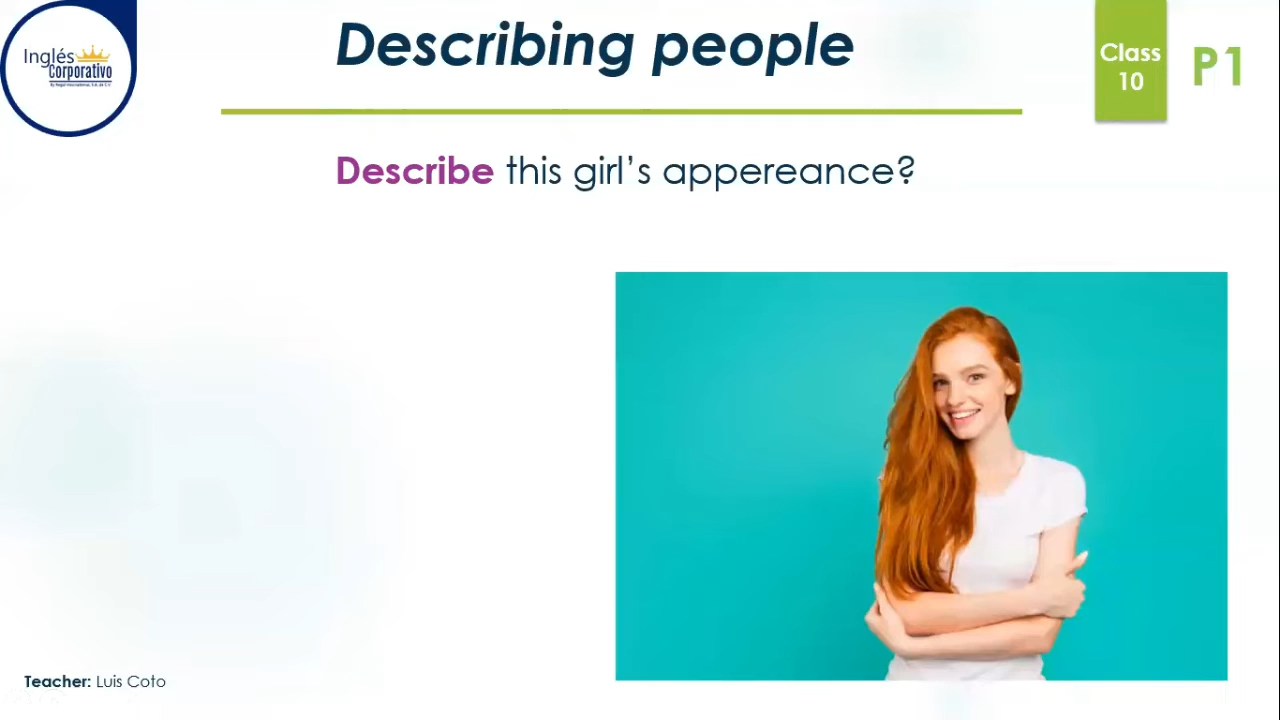 Inglés
Corporativo
Describing people
Class
10
P1
Describe this girl’s appereance?
Teacher: Luis Coto